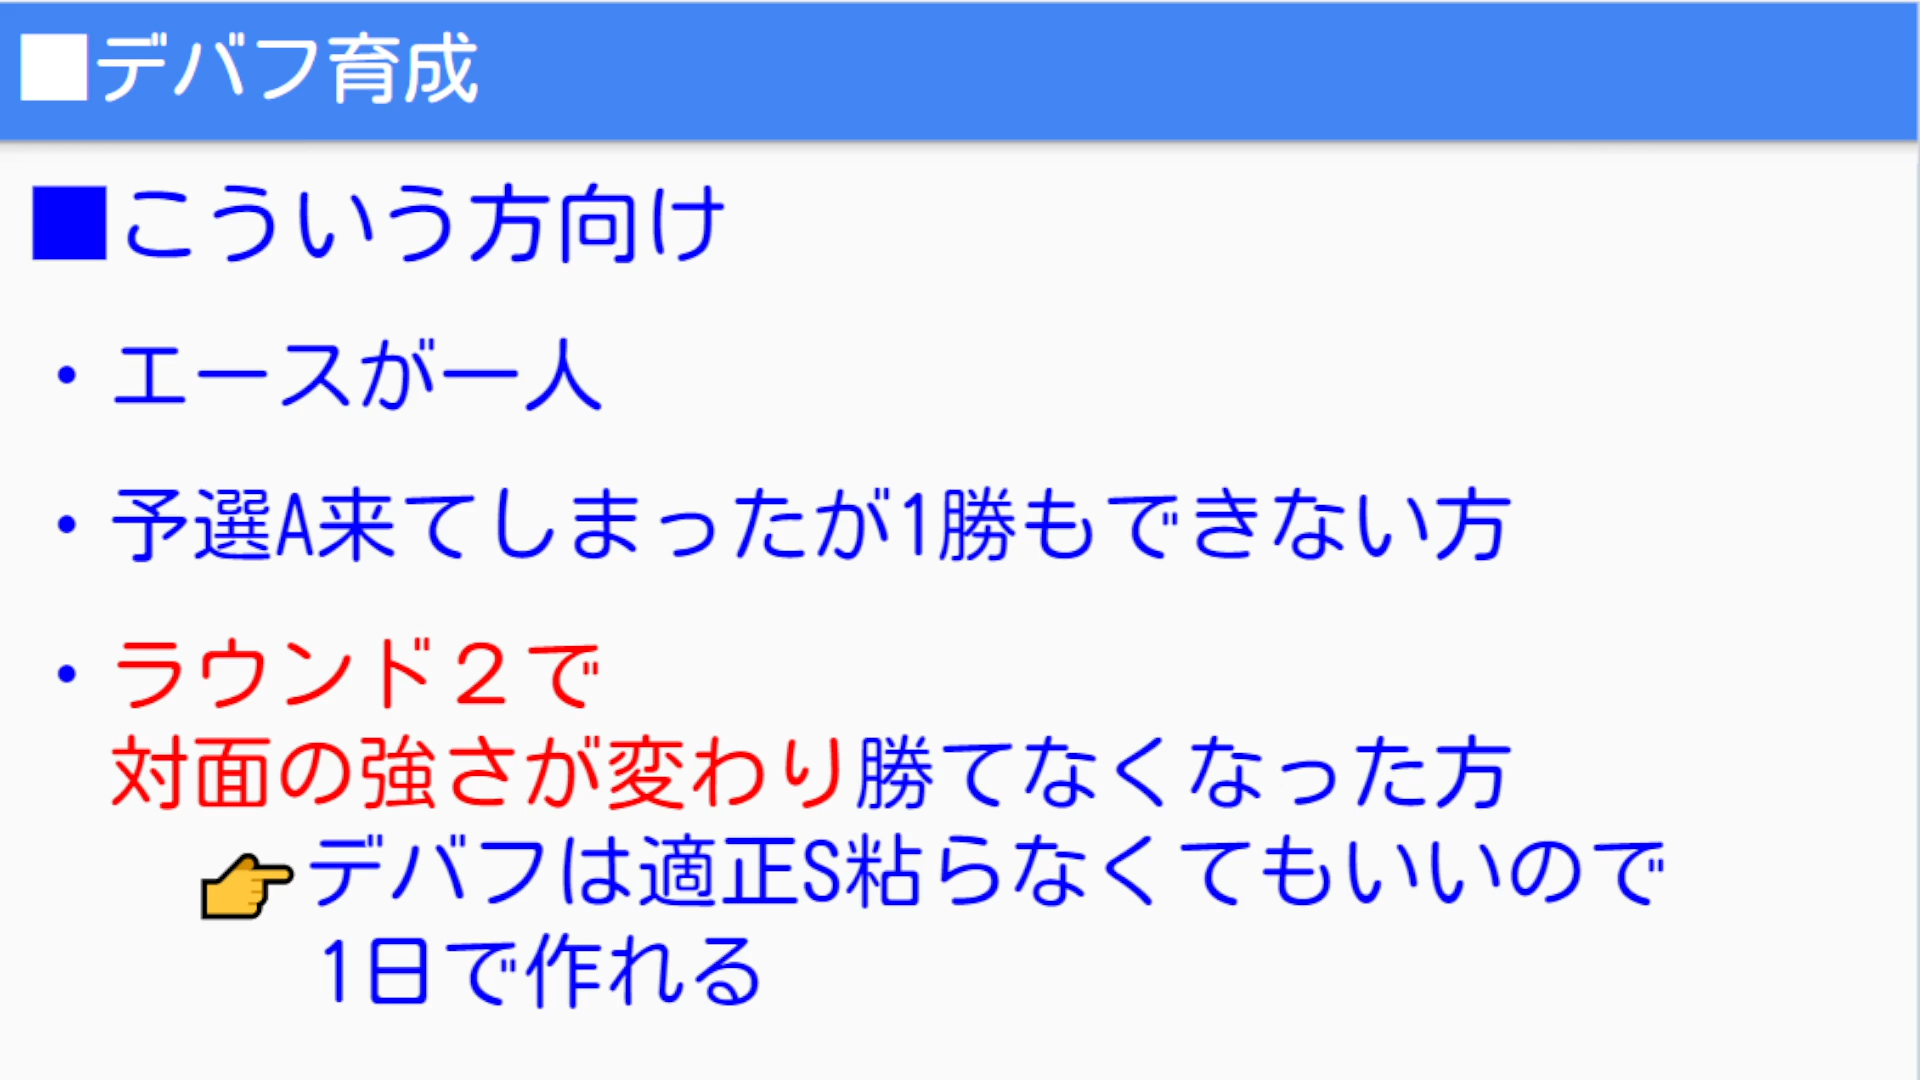 ■デバフ育成
■こういう方向け
・エースが一人
・予選A来てしまったが1勝もできない方
・ラウンド２で
対面の強さが変わり勝てなくなった方
👉デバフは適正S粘らなくてもいいので
1日で作れる